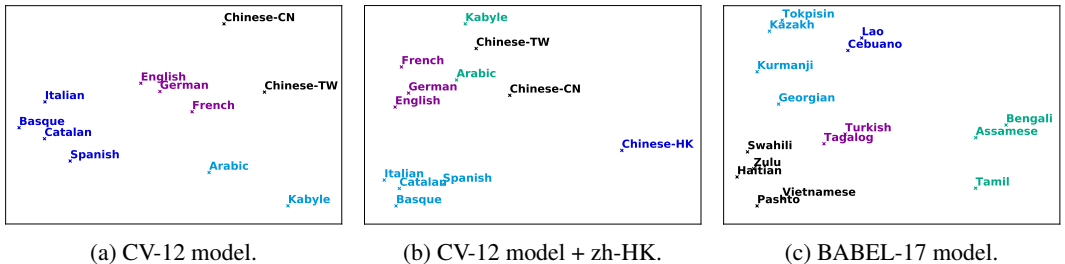 Chinese-CN
English
German
Chinese-TW
Italian
French
Basque
Catalan
Spanish
Arabic
Kabyle
(a) CV-12 model.
Kabyle
Chinese-TW
French
Arabic
German
Chinese-CN
English
Chinese-HK
Italian
Catalan
Spanish
Basque
(b) CV-12 model + zh-HK.
Tokpisin
Kazakh
Lao
Cebuano
Kurmanji
Georgian
Bengali
Turkish
Assamese
Tagalog
Swahili
Zulu
Haitian
Tamil
Vietnamese
Pashto
(c) BABEL-17 model.